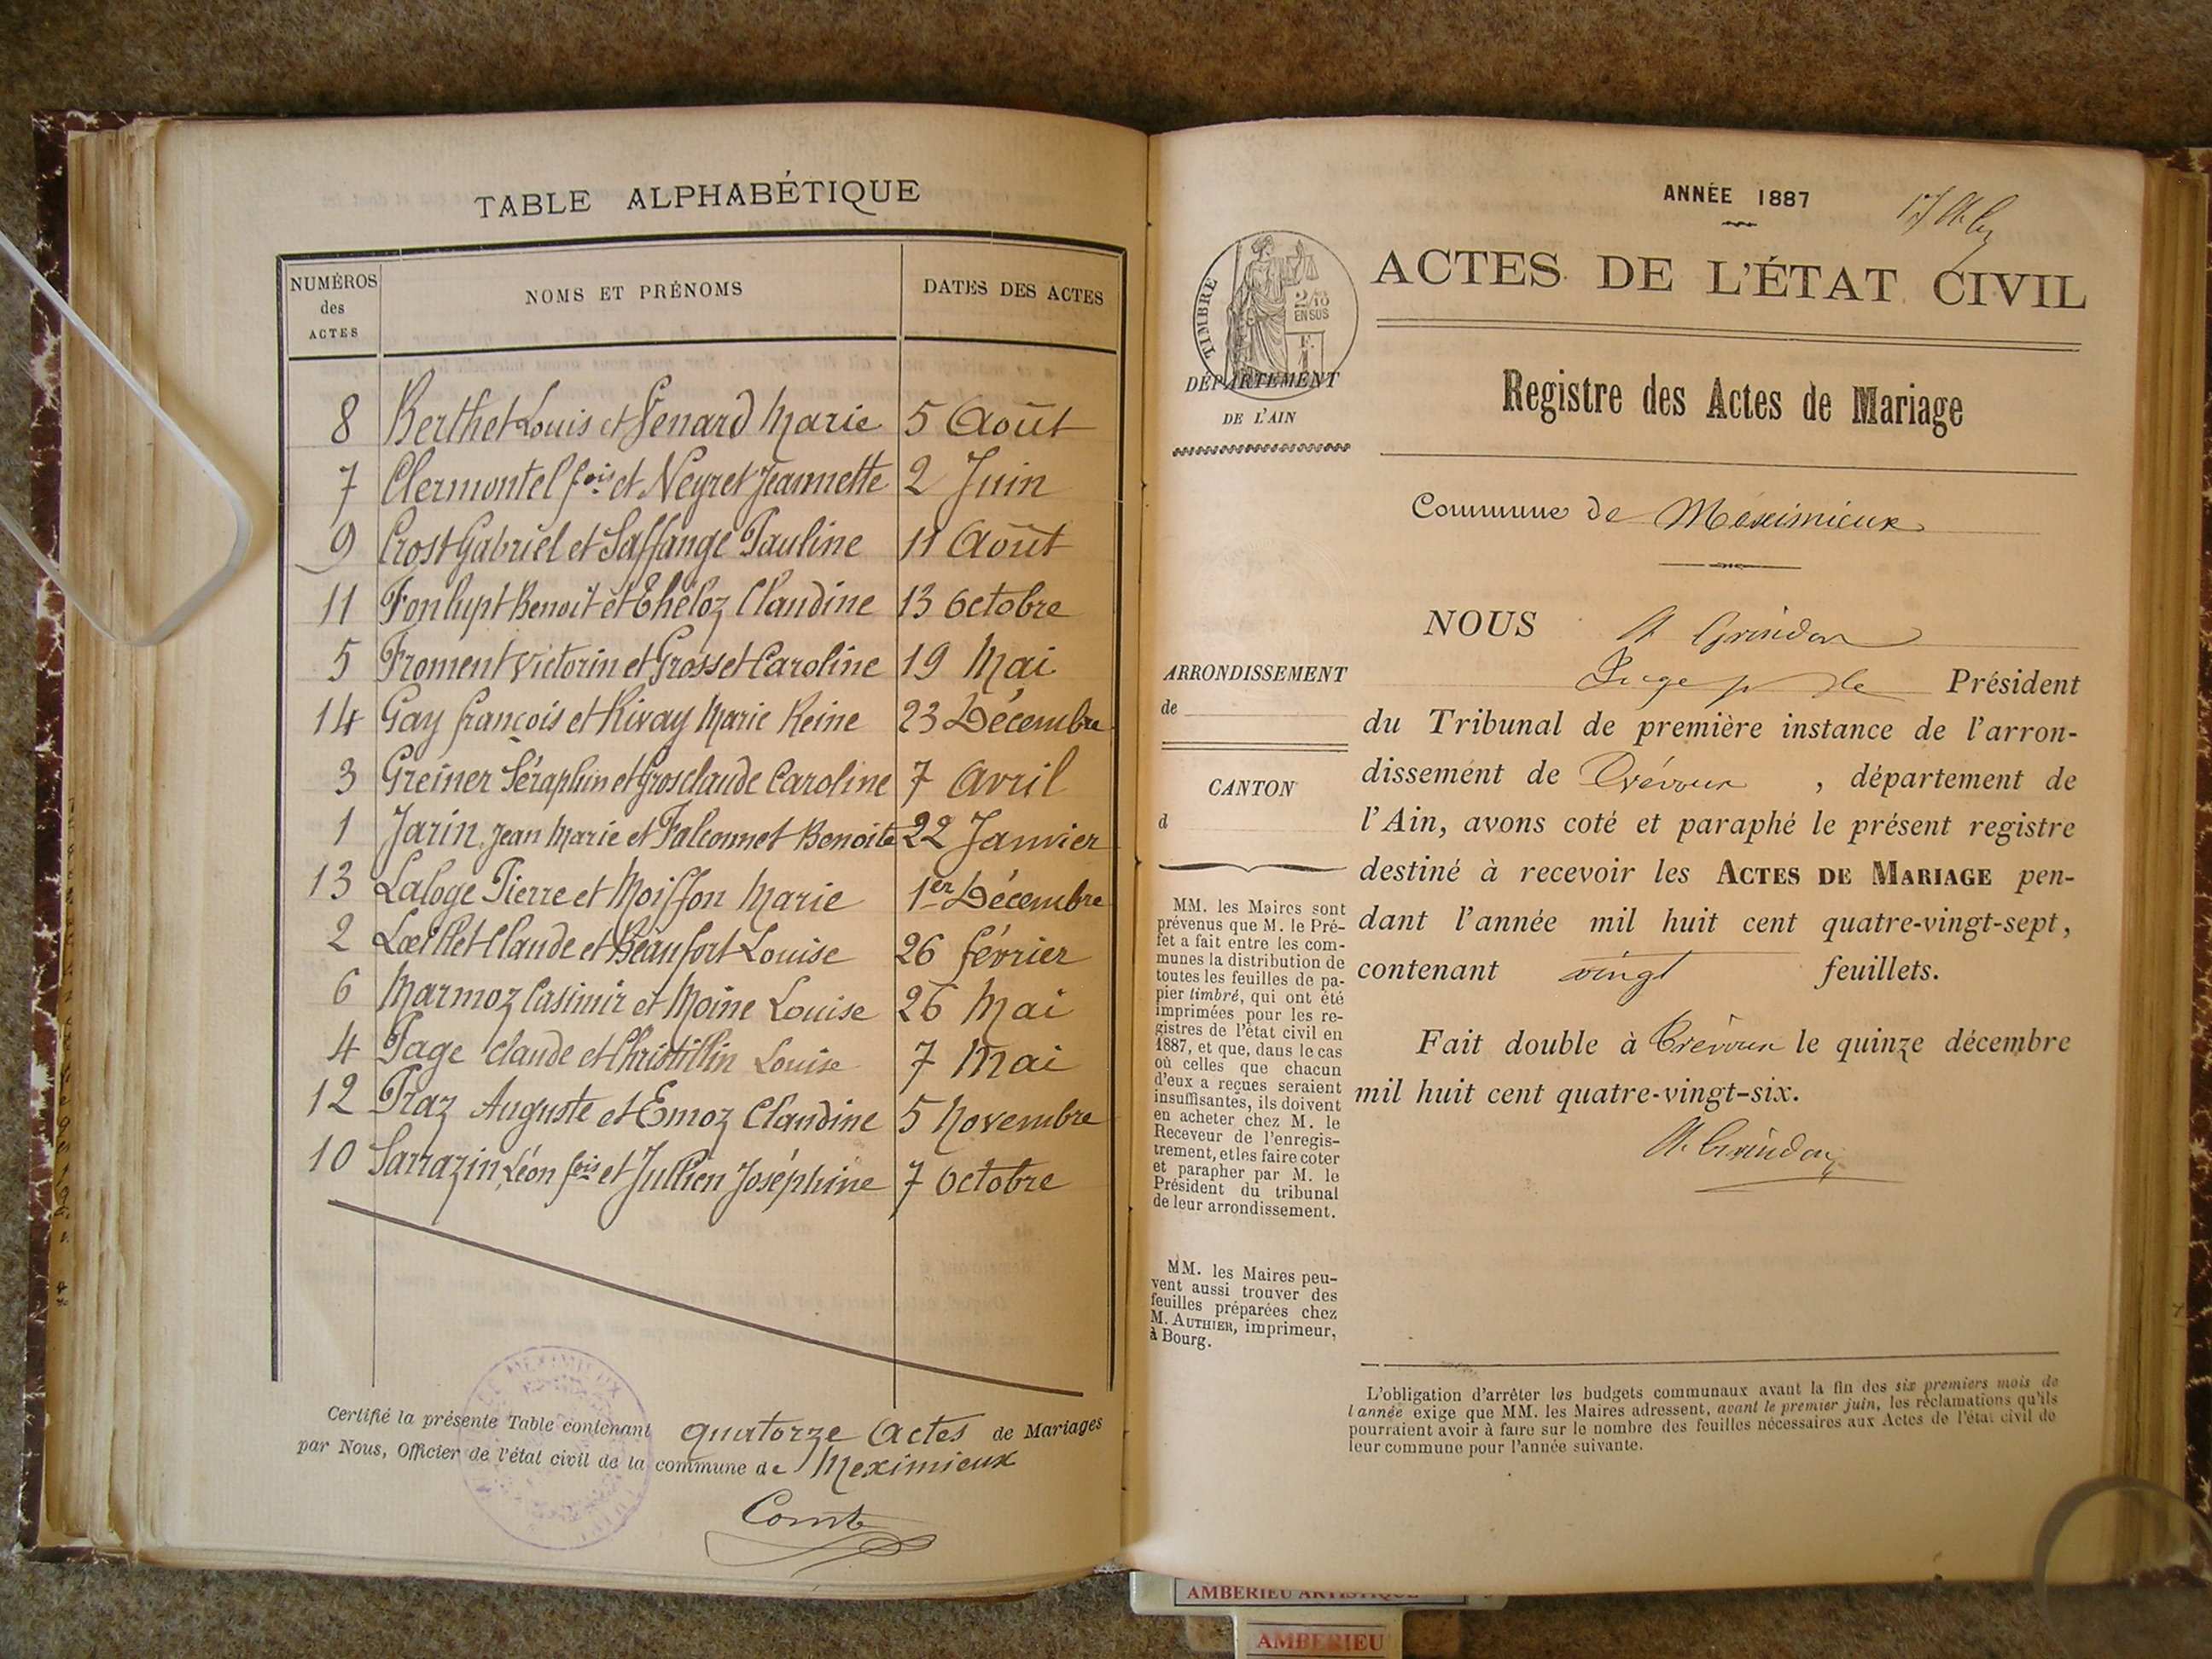 TABLE ALPHABÉTIQUE
NUMÉROS
des
ACTES
NOMS ET PRÉNOMS
DATES DES ACTES
8 Berthet Louis et Penard Marie 5 Août
7 Clermontel fois et Neyret Jeannette 2 Juin
9 Crost Gabriel et Laffange Pauline 11 Août
11 Fonlupt Benoit et Théloz Claudine 13 Octobre
5 Froment Victorin et Grosset Caroline 19 Mai
14 Gay François et Rivay Marie Reine 23 Décembre
3 Greiner Séraphin et Grosclaude Caroline 7 Avril
1 Jarin Jean Marie et Falconnet Benoite 22 Janvier
13 Laloge Pierre et Moiffon Marie 1er Décembre
2 Claude et Beaufort Louise 26 février
6 Marmoz Casimir et Moine Louise 26 Mai
4 Page Claude et Christillin Louise 7 Mai
12 Praz Auguste et Emoz Claudine 5 Novembre
10 Sarrazin Léon fois et Jullien Joséphine 7 Octobre
Certifié la présente Table contenant quatorze Actes de Mariages
par Nous, Officier de l'état civil de la commune de Meximieux
Comte
ANNÉE 1887
TIMBRE
2/10
EN SUS
ACTES DE L'ÉTAT CIVIL
DÉPARTEMENT
DE L'AIN
Registre des Actes de Mariage
Commune de Méximieux
NOUS A Grindon
Juge Président
ARRONDISSEMENT
de
CANTON
d
du Tribunal de première instance de l'arron-
dissement de Trévoux , département de
l'Ain, avons coté et paraphé le présent registre
destiné à recevoir les ACTES DE MARIAGE pen-
dant l'année mil huit cent quatre-vingt-sept,
contenant vingt feuillets.
Fait double à Trévoux le quinze décembre
mil huit cent quatre-vingt-six.
A. Grindon
MM. les Maires sont
prévenus que M. le Pré-
fet a fait entre les com-
munes la distribution de
toutes les feuilles de pa-
pier timbré, qui ont été
imprimées pour les re-
gistres de l'état civil en
1887, et que, dans le cas
où celles que chacun
d'eux a reçues seraient
insuffisantes, ils doivent
en acheter chez M. le
Receveur de l'enregis-
trement, et les faire coter
et parapher par M. le
Président du tribunal
de leur arrondissement.
MM. les Maires peu-
vent aussi trouver des
feuilles préparées chez
M. AUTHIER, imprimeur,
à Bourg.
L'obligation d'arrêter les budgets communaux avant la fin des six premiers mois de
l'année exige que MM. les Maires adressent, avant le premier juin, les réclamations qu'ils
pourraient avoir à faire sur le nombre des feuilles nécessaires aux Actes de l'état civil de
leur commune pour l'année suivante.
AMBERIEU ARTISTIQUE
AMBERIEU